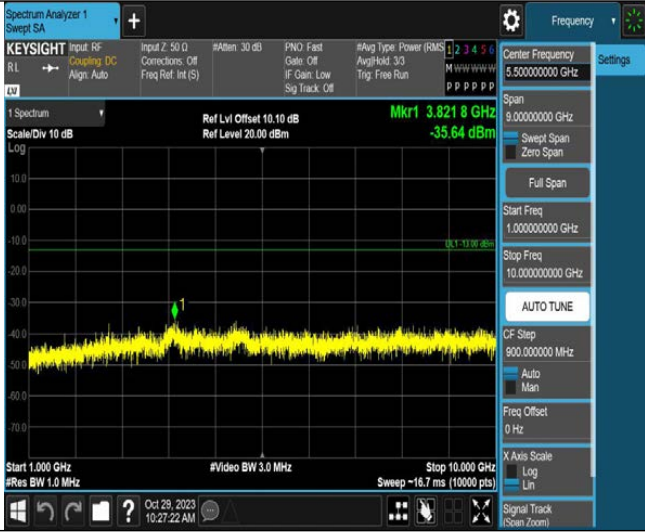 Spectrum Analyzer 1
Swept SA
Frequency
KEYSIGHT
Input: RF
Coupling: DC
Align: Auto
RL
LXI
Input Z: 50 Ω
Corrections: Off
Freq Ref: Int (S)
#Atten: 30 dB
PNO: Fast
Gate: Off
IF Gain: Low
Sig Track: Off
#Avg Type: Power (RMS
Avg|Hold: 3/3
Trig: Free Run
1 2 3 4 5 6
M W W W W W
P P P P P P
Center Frequency
5.500000000 GHz
Settings
Span
9.00000000 GHz
Swept Span
Zero Span
Full Span
Start Freq
1.000000000 GHz
Stop Freq
10.000000000 GHz
AUTO TUNE
CF Step
900.000000 MHz
Auto
Man
Freq Offset
0 Hz
X Axis Scale
Log
Lin
Signal Track
(Span Zoom)
1 Spectrum
Scale/Div 10 dB
Ref Lvl Offset 10.10 dB
Ref Level 20.00 dBm
Mkr1 3.821 8 GHz
-35.64 dBm
Log
10.0
0.00
-10.0
DL1 -13.00 dBm
-20.0
-30.0
1
-40.0
-50.0
-60.0
-70.0
Start 1.000 GHz
#Res BW 1.0 MHz
#Video BW 3.0 MHz
Stop 10.000 GHz
Sweep ~16.7 ms (10000 pts)
?
Oct 29, 2023
10:27:22 AM